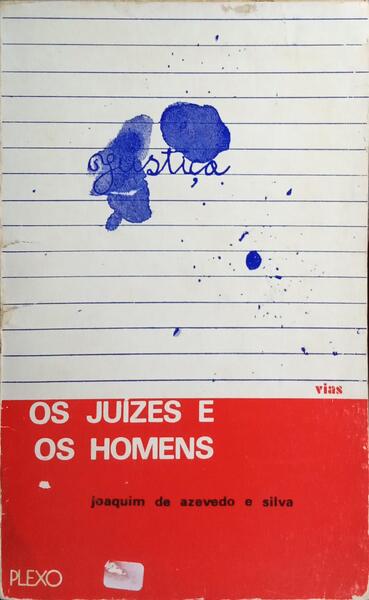 Justiça
vias
OS JUÍZES E
OS HOMENS
joaquim de azevedo e silva
PLEXO